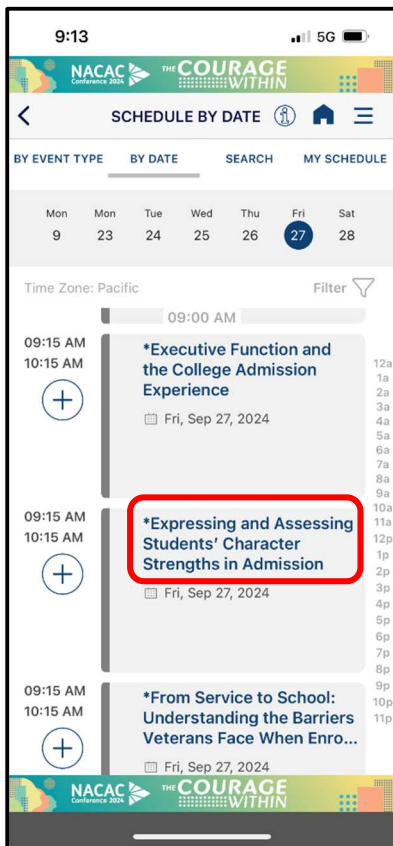 9:13
5G
NACAC
Conference 2024
THE COURAGE
WITHIN
SCHEDULE BY DATE
BY EVENT TYPE BY DATE SEARCH MY SCHEDULE
Mon Mon Tue Wed Thu Fri Sat
9 23 24 25 26 27 28
Time Zone: Pacific Filter
09:00 AM
09:15 AM
10:15 AM
*Executive Function and
the College Admission
Experience
Fri, Sep 27, 2024
09:15 AM
10:15 AM
*Expressing and Assessing
Students' Character
Strengths in Admission
Fri, Sep 27, 2024
09:15 AM
10:15 AM
*From Service to School:
Understanding the Barriers
Veterans Face When Enro...
Fri, Sep 27, 2024
12a
1a
2a
3a
4a
5a
6a
7a
8a
9a
10a
11a
12p
1p
2p
3p
4p
5p
6p
7p
8p
9p
10p
11p
NACAC
Conference 2024
THE COURAGE
WITHIN